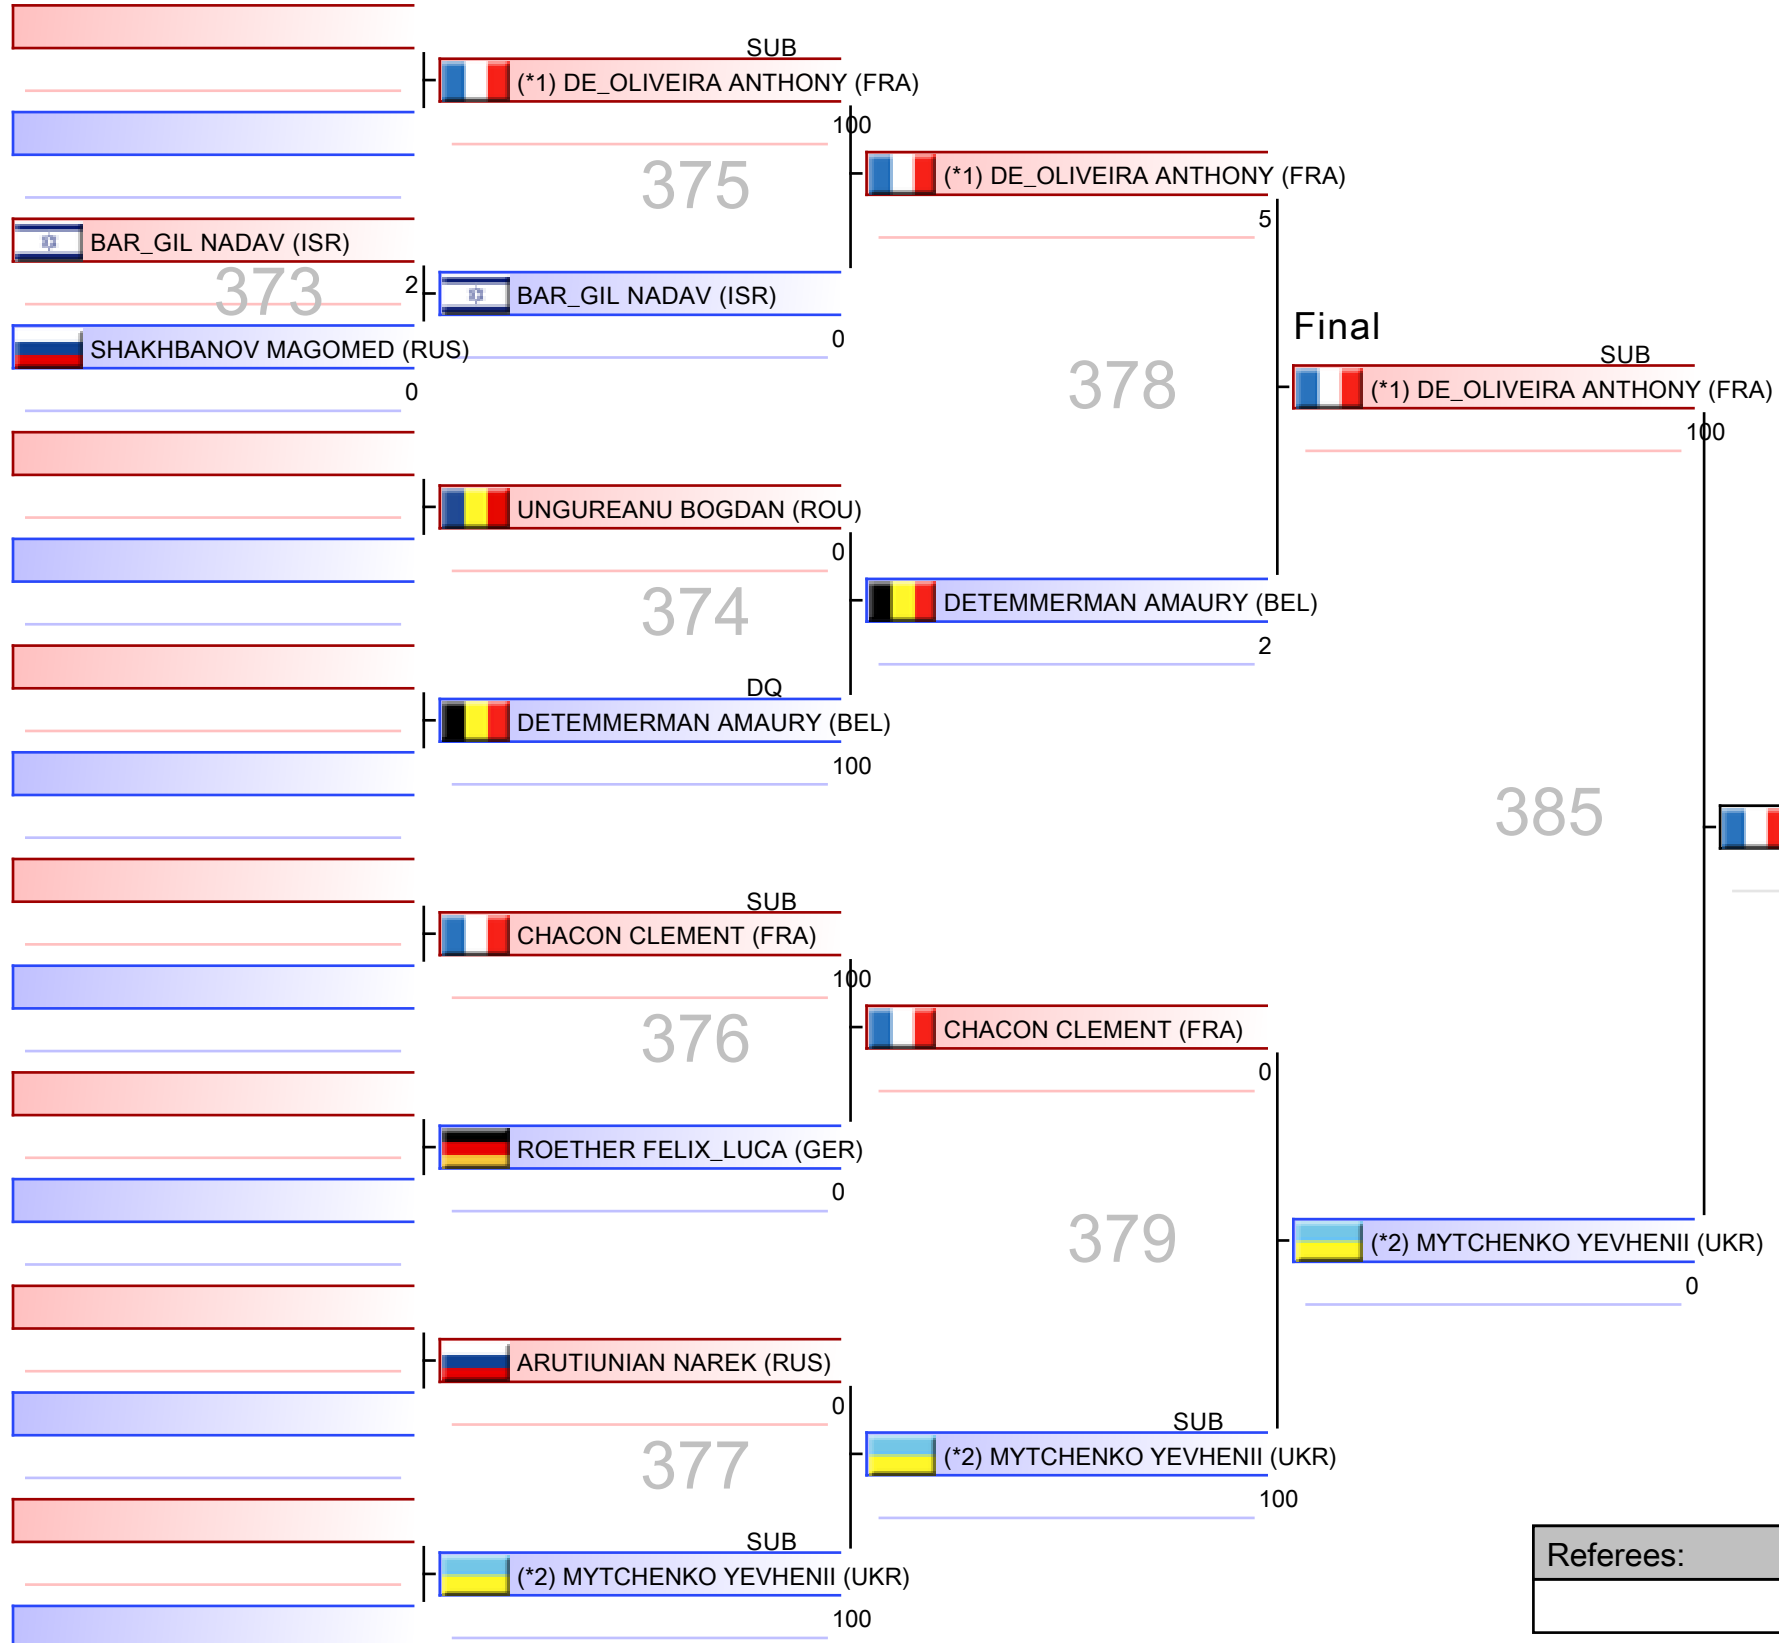 SUB
(*1) DE_OLIVEIRA ANTHONY (FRA)
100
375
(*1) DE_OLIVEIRA ANTHONY (FRA)
5
BAR_GIL NADAV (ISR)
373
2
BAR_GIL NADAV (ISR)
0
SHAKHBANOV MAGOMED (RUS)
0
378
Final
SUB
(*1) DE_OLIVEIRA ANTHONY (FRA)
100
UNGUREANU BOGDAN (ROU)
0
374
DETEMMERMAN AMAURY (BEL)
2
DQ
DETEMMERMAN AMAURY (BEL)
100
385
SUB
CHACON CLEMENT (FRA)
100
376
CHACON CLEMENT (FRA)
0
ROETHER FELIX_LUCA (GER)
0
379
(*2) MYTCHENKO YEVHENII (UKR)
0
ARUTIUNIAN NAREK (RUS)
0
377
SUB
(*2) MYTCHENKO YEVHENII (UKR)
100
SUB
(*2) MYTCHENKO YEVHENII (UKR)
100
Referees: